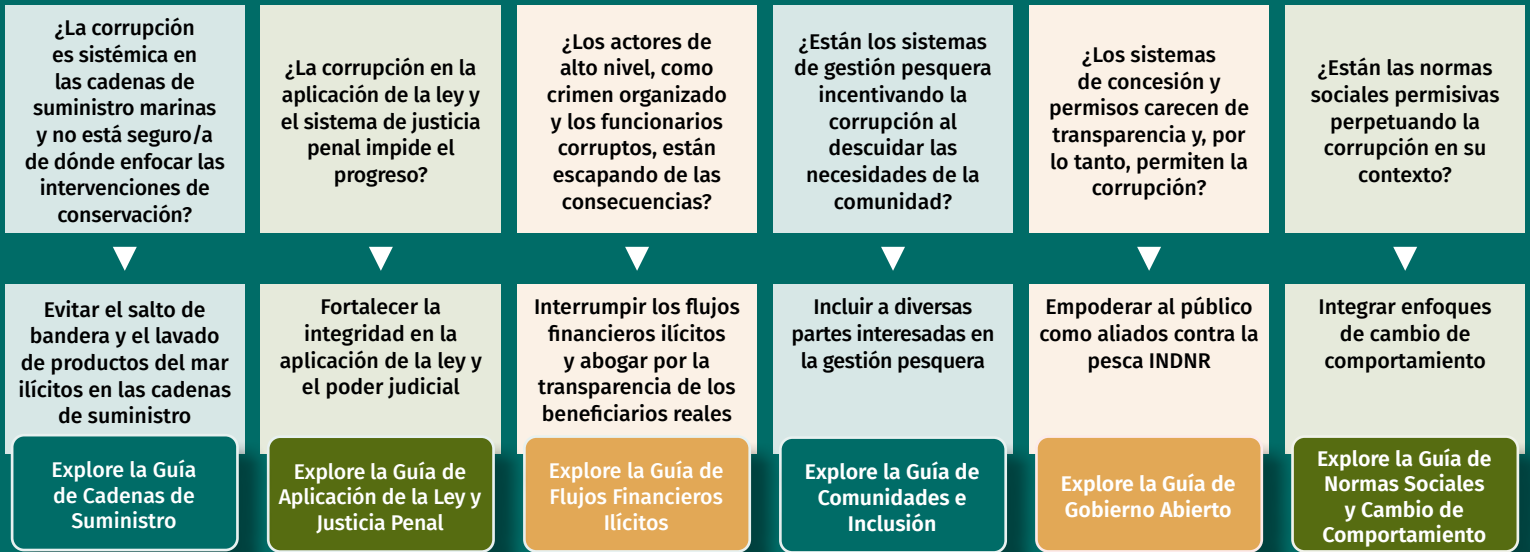 ¿La corrupción
es sistémica en
las cadenas de
suministro marinas
y no está seguro/a
de dónde enfocar las
intervenciones de
conservación?
¿La corrupción en la
aplicación de la ley y
el sistema de justicia
penal impide el
progreso?
¿Los actores de
alto nivel, como
crimen organizado
y los funcionarios
corruptos, están
escapando de las
consecuencias?
¿Están los sistemas
de gestión pesquera
incentivando la
corrupción al
descuidar las
necesidades de la
comunidad?
¿Los sistemas
de concesión y
permisos carecen de
transparencia y, por
lo tanto, permiten la
corrupción?
¿Están las normas
sociales permisivas
perpetuando la
corrupción en su
contexto?
Evitar el salto de
bandera y el lavado
de productos del mar
ilícitos en las cadenas
de suministro
Fortalecer la
integridad en la
aplicación de la ley y
el poder judicial
Interrumpir los flujos
financieros ilícitos
y abogar por la
transparencia de los
beneficiarios reales
Incluir a diversas
partes interesadas en
la gestión pesquera
Empoderar al público
como aliados contra la
pesca INDNR
Integrar enfoques
de cambio de
comportamiento
Explore la Guía
de Cadenas de
Suministro
Explore la Guía de
Aplicación de la Ley y
Justicia Penal
Explore la Guía de
Flujos Financieros
Ilícitos
Explore la Guía de
Comunidades e
Inclusión
Explore la Guía de
Gobierno Abierto
Explore la Guía de
Normas Sociales
y Cambio de
Comportamiento